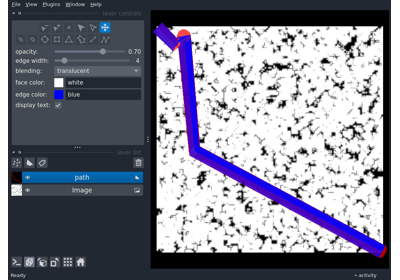 File View Plugins Window Help
layer controls
opacity: 0.70
edge width: 4
blending: translucent
face color: white
edge color: blue
display text:
layer list
path
Image
Ready
activity